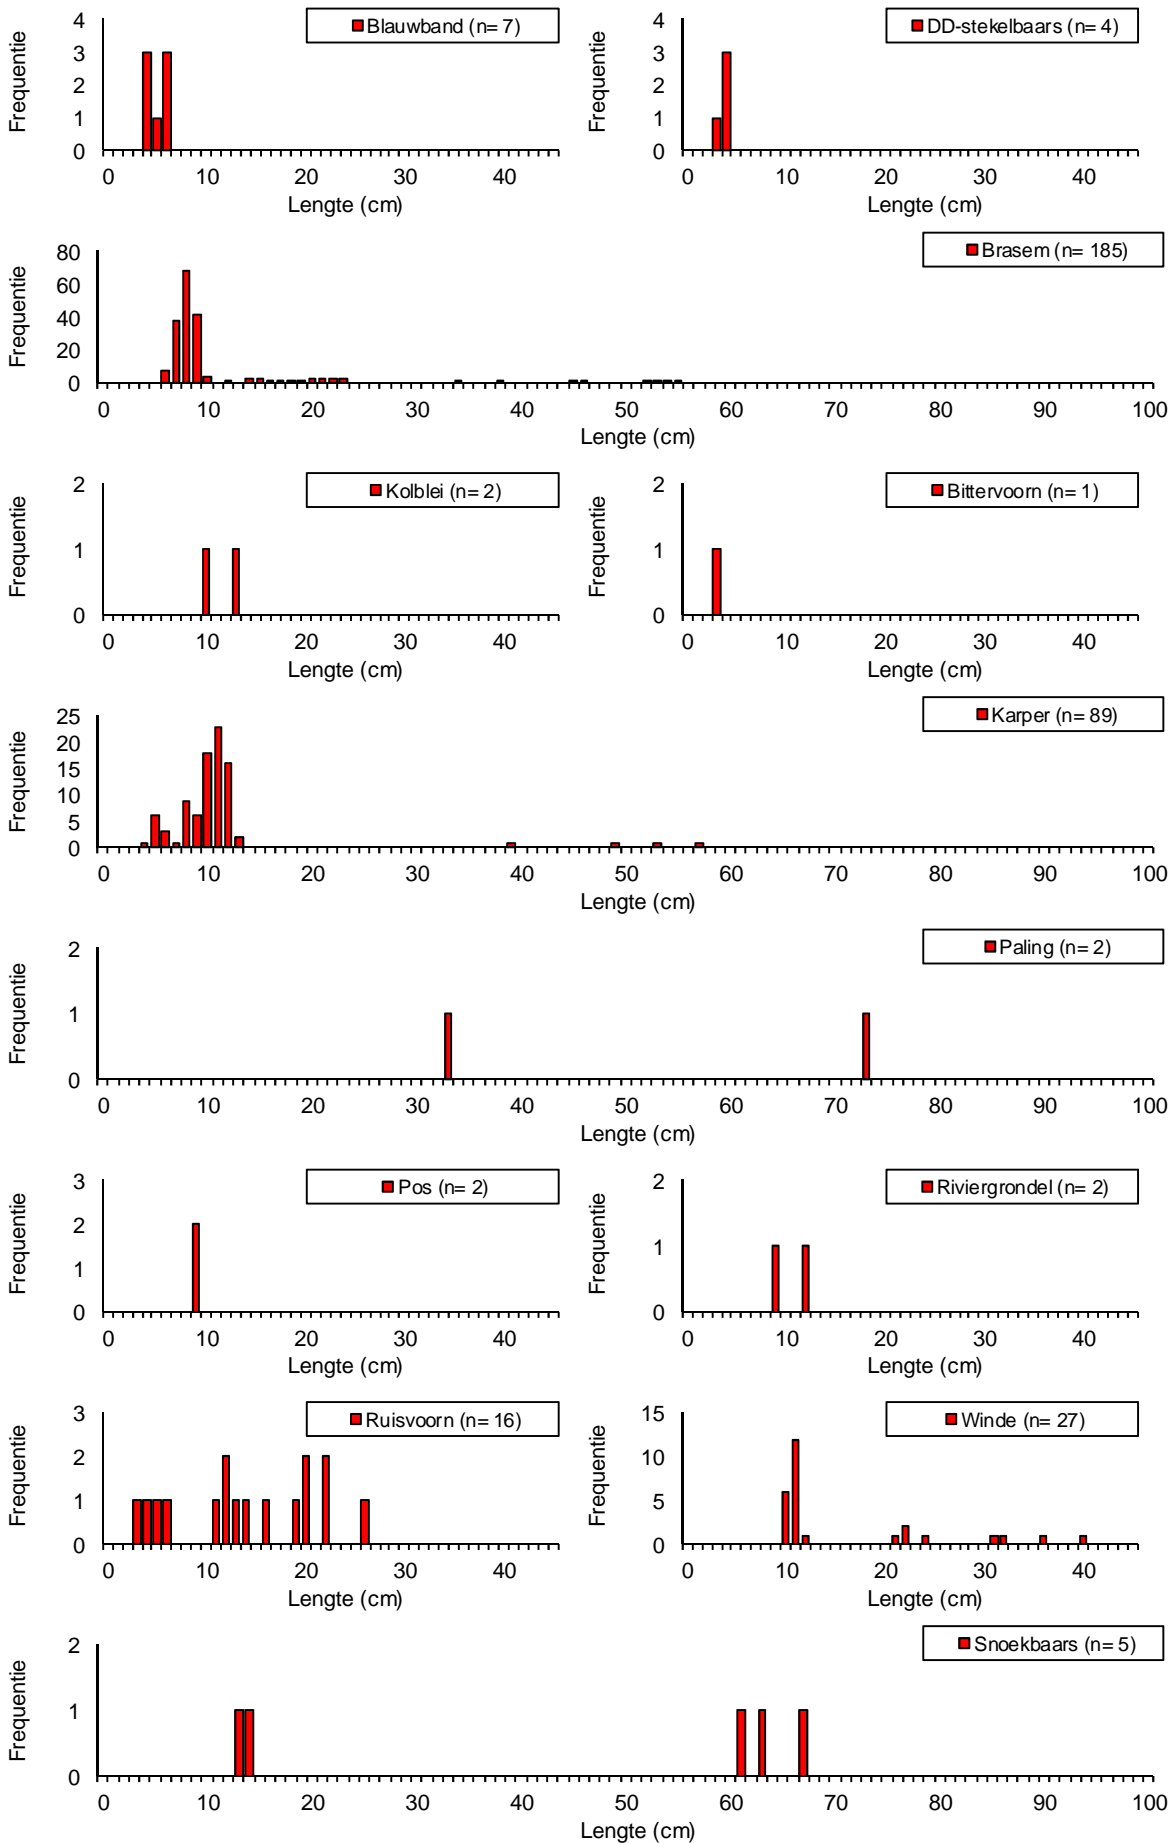 Blauwband (n= 7)
Frequentie
4
3
2
1
0
0 10 20 30 40
Lengte (cm)
DD-stekelbaars (n= 4)
Frequentie
4
3
2
1
0
0 10 20 30 40
Lengte (cm)
Brasem (n= 185)
Frequentie
80
60
40
20
0
0 10 20 30 40 50 60 70 80 90 100
Lengte (cm)
Kolblei (n= 2)
Frequentie
2
1
0
0 10 20 30 40
Lengte (cm)
Bittervoorn (n= 1)
Frequentie
2
1
0
0 10 20 30 40
Lengte (cm)
Karper (n= 89)
Frequentie
25
20
15
10
5
0
0 10 20 30 40 50 60 70 80 90 100
Lengte (cm)
Paling (n= 2)
Frequentie
2
1
0
0 10 20 30 40 50 60 70 80 90 100
Lengte (cm)
Pos (n= 2)
Frequentie
3
2
1
0
0 10 20 30 40
Lengte (cm)
Riviergrondel (n= 2)
Frequentie
2
1
0
0 10 20 30 40
Lengte (cm)
Ruisvoorn (n= 16)
Frequentie
3
2
1
0
0 10 20 30 40
Lengte (cm)
Winde (n= 27)
Frequentie
15
10
5
0
0 10 20 30 40
Lengte (cm)
Snoekbaars (n= 5)
Frequentie
2
1
0
0 10 20 30 40 50 60 70 80 90 100
Lengte (cm)